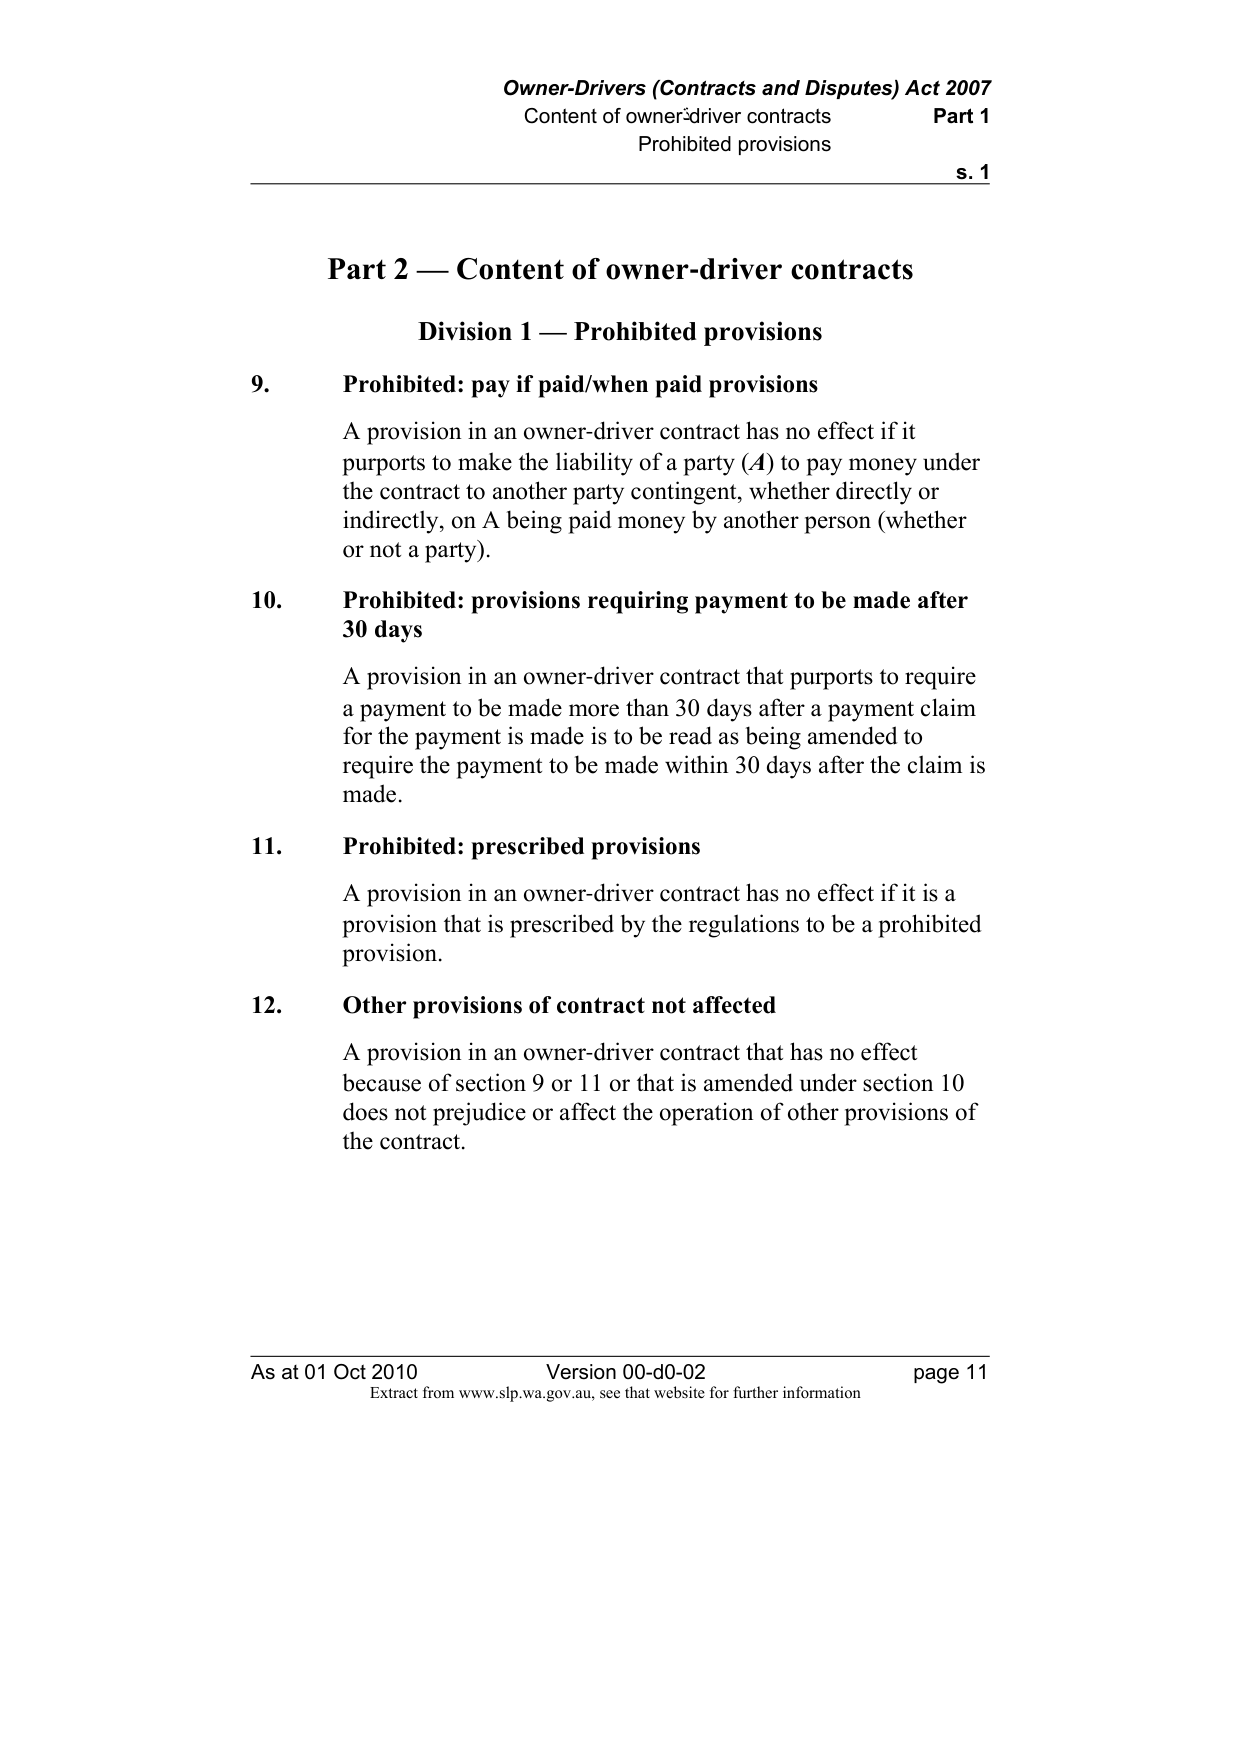 Owner-Drivers (Contracts and Disputes) Act 2007
Content of owner-driver contracts Part 1
Prohibited provisions
s. 1
Part 2 — Content of owner-driver contracts
Division 1 — Prohibited provisions
9. Prohibited: pay if paid/when paid provisions
A provision in an owner-driver contract has no effect if it
purports to make the liability of a party (A) to pay money under
the contract to another party contingent, whether directly or
indirectly, on A being paid money by another person (whether
or not a party).
10. Prohibited: provisions requiring payment to be made after
30 days
A provision in an owner-driver contract that purports to require
a payment to be made more than 30 days after a payment claim
for the payment is made is to be read as being amended to
require the payment to be made within 30 days after the claim is
made.
11. Prohibited: prescribed provisions
A provision in an owner-driver contract has no effect if it is a
provision that is prescribed by the regulations to be a prohibited
provision.
12. Other provisions of contract not affected
A provision in an owner-driver contract that has no effect
because of section 9 or 11 or that is amended under section 10
does not prejudice or affect the operation of other provisions of
the contract.
As at 01 Oct 2010 Version 00-d0-02 page 11
Extract from www.slp.wa.gov.au, see that website for further information